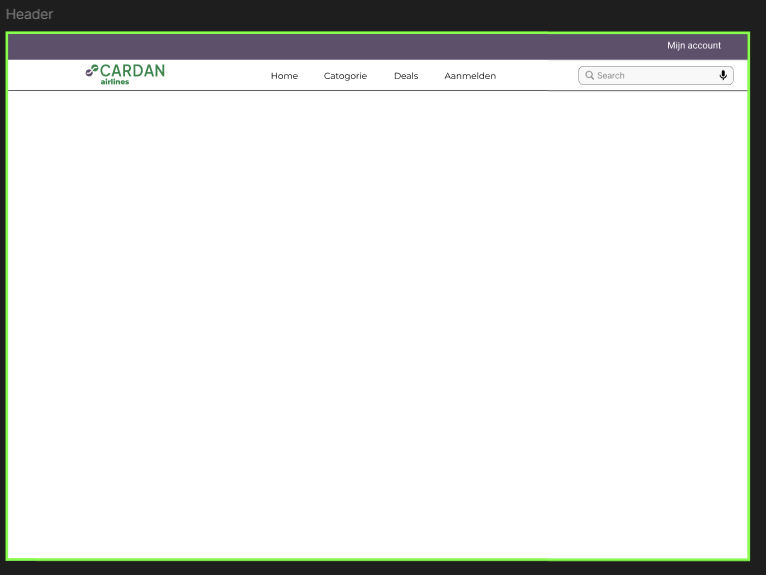 Header
Mijn account
CARDAN
airlines
Home Catogorie Deals Aanmelden
Search